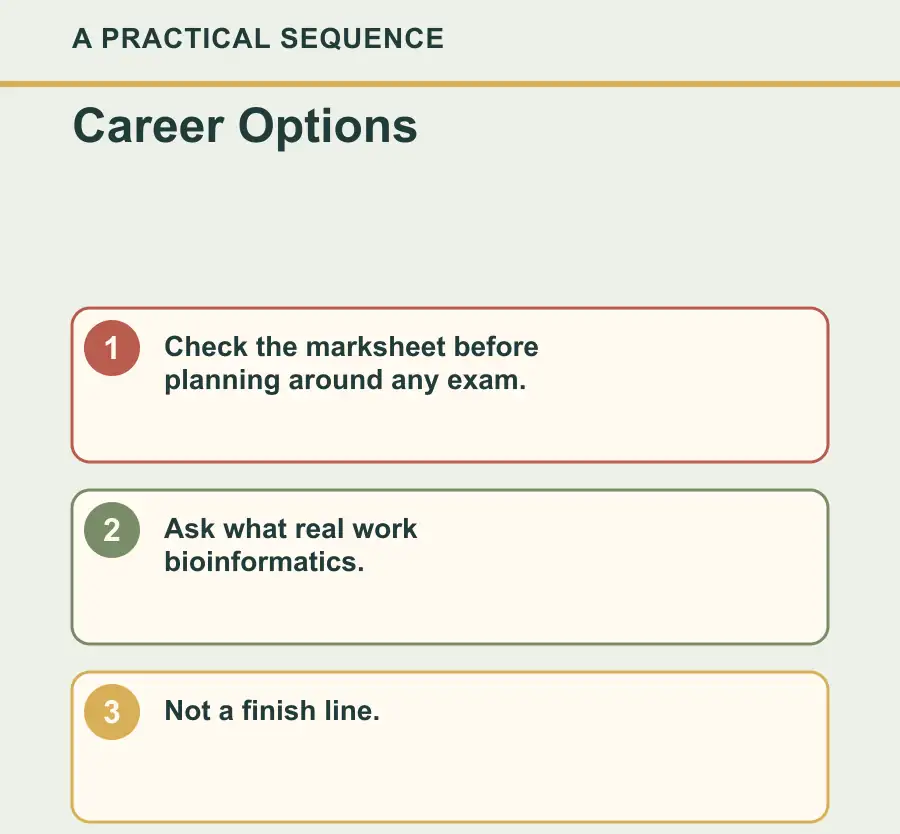 A PRACTICAL SEQUENCE
Career Options
1
Check the marksheet before
planning around any exam.
2
Ask what real work
bioinformatics.
3
Not a finish line.